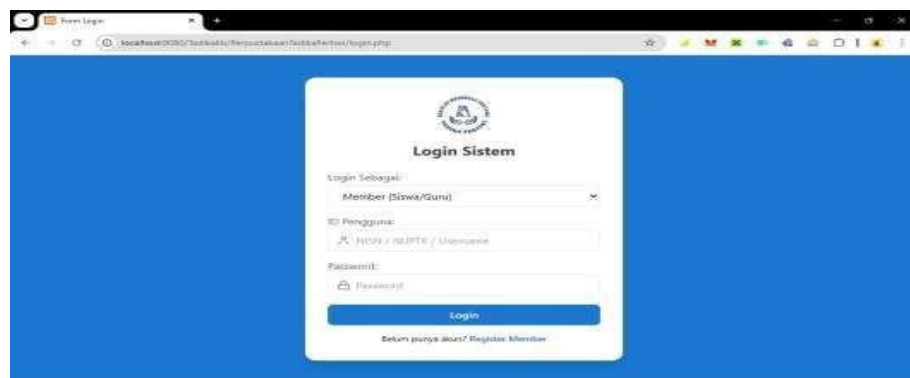 Form Login
Login Sistem
Login Sebagai:
Member (Siswa/Guru)
ID Pengguna:
NISN / NUPTK / Username
Password:
Password
Login
Belum punya akun? Register Member